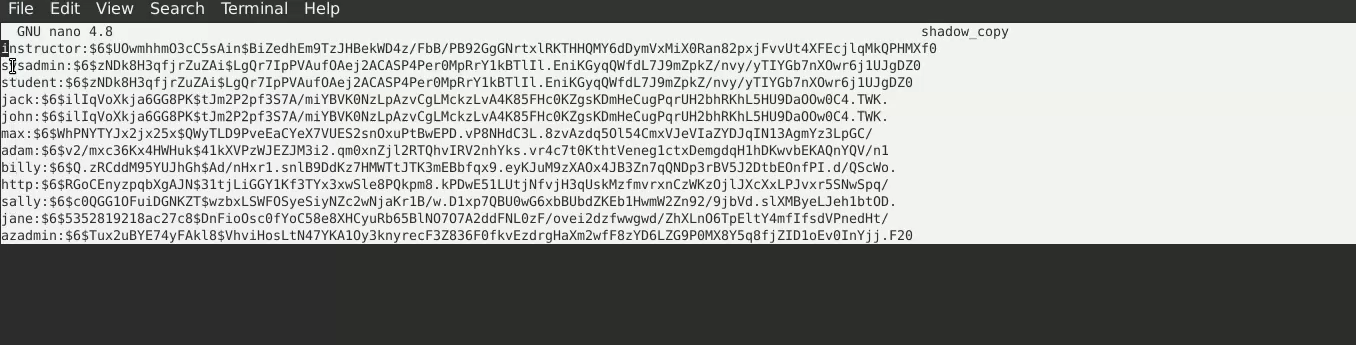 File Edit View Search Terminal Help
GNU nano 4.8 shadow_copy
instructor:$6$UOwmhhmO3cC5sAin$BiZedhEm9TzJHBekWD4z/FbB/PB92GgGNrtxlRKTHHQMY6dDymVxMiX0Ran82pxjFvvUt4XFEcjlqMkQPHMXf0
sysadmin:$6$zNDk8H3qfjrZuZAi$LgQr7IpPVAufOAej2ACASP4Per0MpRrY1kBTlIl.EniKGyqQWfdL7J9mZpkZ/nvy/yTIYGb7nXOwr6j1UJgDZ0
student:$6$zNDk8H3qfjrZuZAi$LgQr7IpPVAufOAej2ACASP4Per0MpRrY1kBTlIl.EniKGyqQWfdL7J9mZpkZ/nvy/yTIYGb7nXOwr6j1UJgDZ0
jack:$6$ilIqVoXkja6GG8PK$tJm2P2pf3S7A/miYBVK0NzLpAzvCgLMckzLvA4K85FHc0KZgsKDmHeCugPqrUH2bhRKhL5HU9DaOOw0C4.TWK.
john:$6$ilIqVoXkja6GG8PK$tJm2P2pf3S7A/miYBVK0NzLpAzvCgLMckzLvA4K85FHc0KZgsKDmHeCugPqrUH2bhRKhL5HU9DaOOw0C4.TWK.
max:$6$WhPNYTYJx2jx25x$QWyTLD9PveEaCYeX7VUES2snOxuPtBwEPD.vP8NHdC3L.8zvAzdq5Ol54CmxVJeVIaZYDJqIN13AgmYz3LpGC/
adam:$6$v2/mxc36Kx4HWHuk$41kXVPzWJEZJM3i2.qm0xnZjl2RTQhvIRV2nhYks.vr4c7t0KthtVeneg1ctxDemgdqH1hDKwvbEKAQnYQV/n1
billy:$6$Q.zRCddM95YUJhGh$Ad/nHxr1.snlB9DdKz7HMWTtJTK3mEBbfqx9.eyKJuM9zXAOx4JB3Zn7qQNDp3rBV5J2DtbEOnfPI.d/QScWo.
http:$6$RGoCEnyzpqbXgAJN$31tjLiGGY1Kf3TYx3xwSle8PQkpm8.kPDwE51LUtjNfvjH3qUskMzfmvrxnCzWKzOjlJXcXxLPJvxr5SNwSpq/
sally:$6$c0QGG1OFuiDGNKZT$wzbxLSWFOSyeSiyNZc2wNjaKr1B/w.D1xp7QBU0wG6xbBUbdZKEb1HwmW2Zn92/9jbVd.slXMByeLJeh1btOD.
jane:$6$5352819218ac27c8$DnFioOsc0fYoC58e8XHCyuRb65BlNO7O7A2ddFNL0zF/ovei2dzfwwgwd/ZhXLnO6TpEltY4mfIfsdVPnedHt/
azadmin:$6$Tux2uBYE74yFAkl8$VhviHosLtN47YKA1Oy3knyrecF3Z836F0fkvEzdrgHaXm2wfF8zYD6LZG9P0MX8Y5q8fjZID1oEv0InYjj.F20